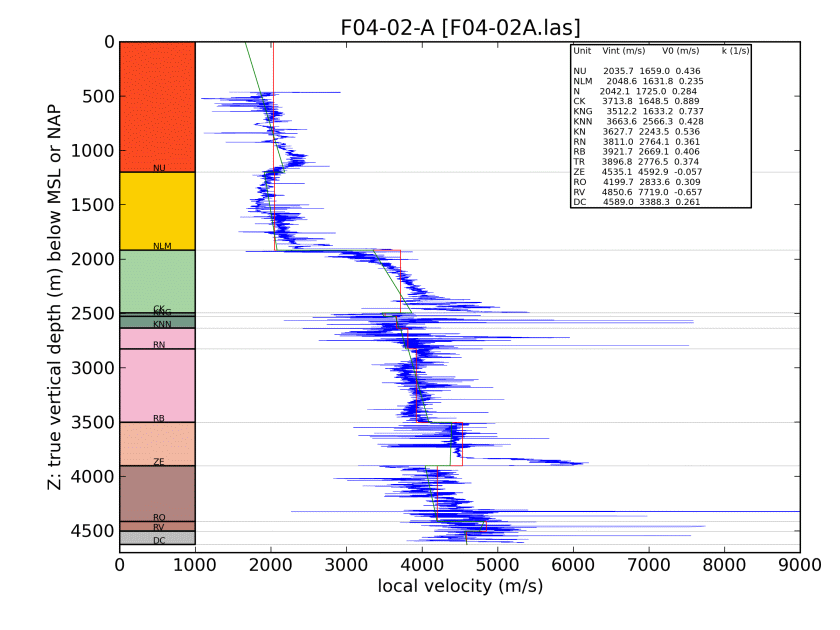 F04-02-A [F04-02A.las]
Unit Vint (m/s) V0 (m/s) k (1/s)
NU 2035.7 1659.0 0.436
NLM 2048.6 1631.8 0.235
N 2042.1 1725.0 0.284
CK 3713.8 1648.5 0.889
KNG 3512.2 1633.2 0.737
KNN 3663.6 2566.3 0.428
KN 3627.7 2243.5 0.536
RN 3811.0 2764.1 0.361
RB 3921.7 2669.1 0.406
TR 3896.8 2776.5 0.374
ZE 4535.1 4592.9 -0.057
RO 4199.7 2833.6 0.309
RV 4850.6 7719.0 -0.657
DC 4589.0 3388.3 0.261
Z: true vertical depth (m) below MSL or NAP
0
500
1000
1500
2000
2500
3000
3500
4000
4500
NU
NLM
CK
KNG
KNN
RN
RB
ZE
RO
RV
DC
0 1000 2000 3000 4000 5000 6000 7000 8000 9000
local velocity (m/s)